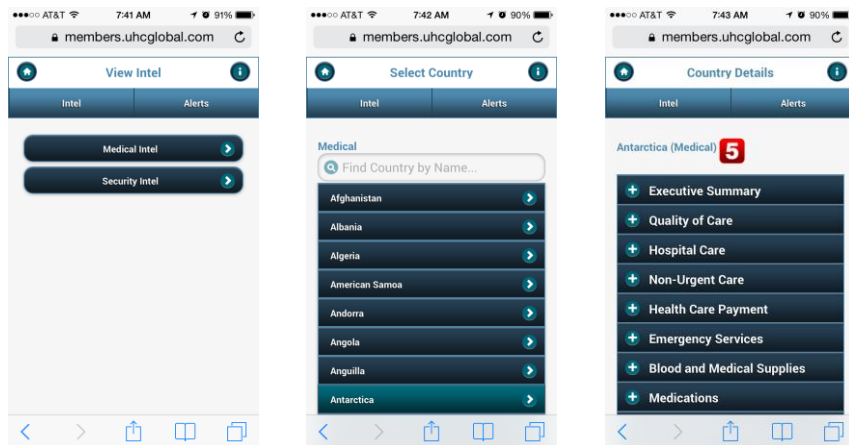 ●●●○○ AT&T 7:41 AM 91%
members.uhcglobal.com
View Intel
Intel Alerts
Medical Intel
Security Intel
●●●○○ AT&T 7:42 AM 90%
members.uhcglobal.com
Select Country
Intel Alerts
Medical
Find Country by Name...
Afghanistan
Albania
Algeria
American Samoa
Andorra
Angola
Anguilla
Antarctica
●●●○○ AT&T 7:43 AM 90%
members.uhcglobal.com
Country Details
Intel Alerts
Antarctica (Medical) 5
Executive Summary
Quality of Care
Hospital Care
Non-Urgent Care
Health Care Payment
Emergency Services
Blood and Medical Supplies
Medications